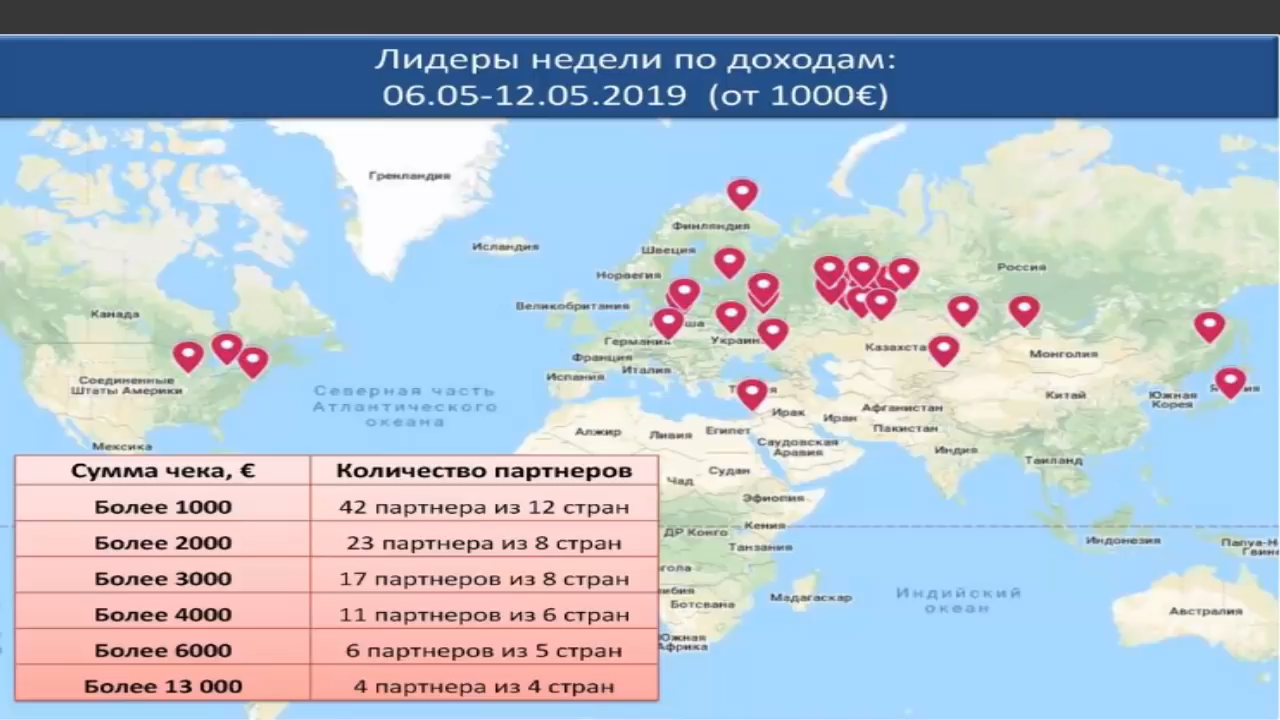 Лидеры недели по доходам:
06.05-12.05.2019 (от 1000€)
Гренландия
Финляндия
Исландия
Швеция
Норвегия
Россия
Великобритания
Канада
ша
Германия
Украин
Казахста
Монголия
Франция
Италия
Испания
Соединенные
Штаты Америки
Северная часть
Атлантического
океана
Китай
Южная
Корея
Ирак
Иран
Афганистан
Пакистан
Алжир
Ливия
Египет
Саудовская
Аравия
Мексика
Индия
Таиланд
Судан
Чад
Эфиопия
ДР Конго
Кения
Танзания
Индонезия
Папуа-Н
гола
мбия
Ботсвана
Мадагаскар
Индийский
океан
Австралия
Южная
Африка
Сумма чека, € Количество партнеров
Более 1000 42 партнера из 12 стран
Более 2000 23 партнера из 8 стран
Более 3000 17 партнеров из 8 стран
Более 4000 11 партнеров из 6 стран
Более 6000 6 партнеров из 5 стран
Более 13 000 4 партнера из 4 стран